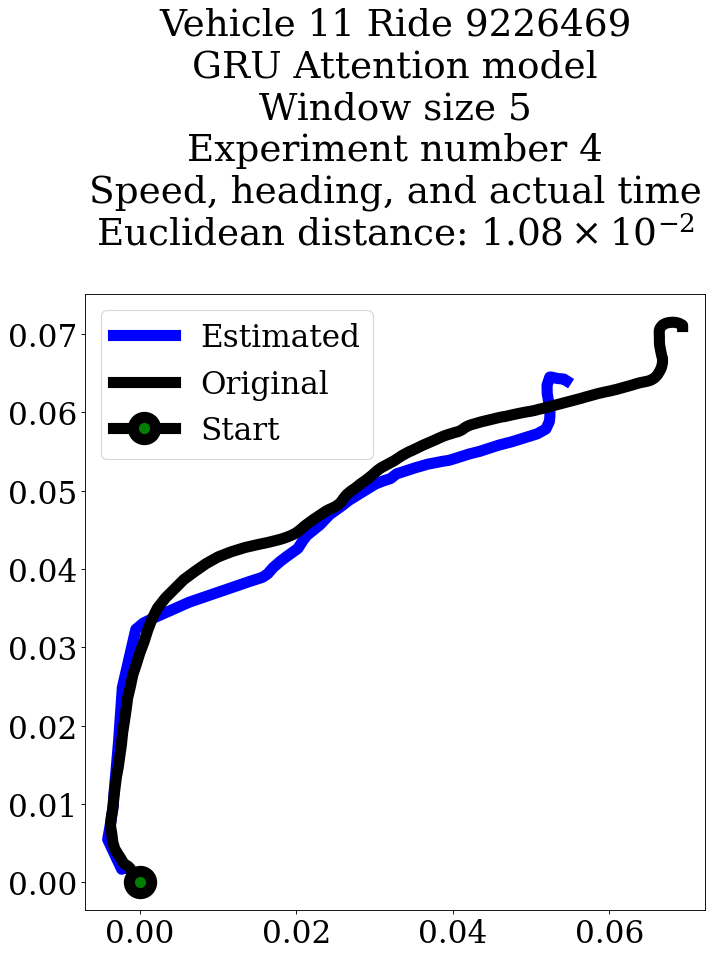 Vehicle 11 Ride 9226469
GRU Attention model
Window size 5
Experiment number 4
Speed, heading, and actual time
Euclidean distance: 1.08 × 10⁻²
Estimated
Original
Start
0.07
0.06
0.05
0.04
0.03
0.02
0.01
0.00
0.00 0.02 0.04 0.06